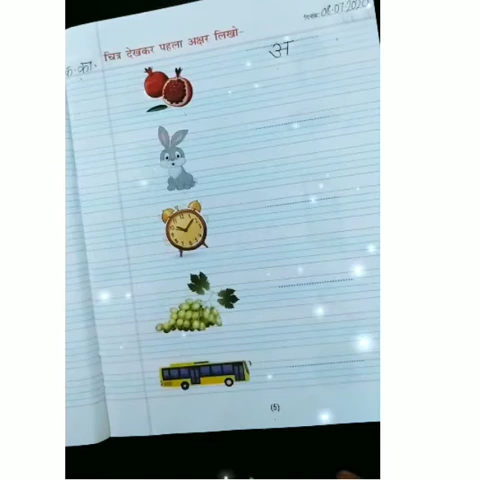 दिनांक: 08.07.2020
क.का. चित्र देखकर पहला अक्षर लिखो-
अ
(5)